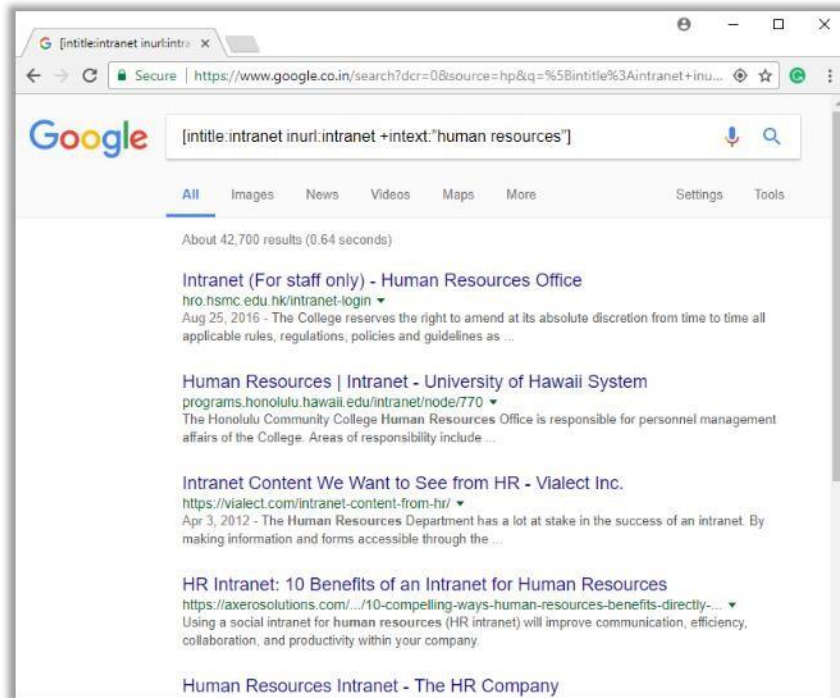 [intitle:intranet inurl:intra
Secure | https://www.google.co.in/search?dcr=0&source=hp&q=%5Bintitle%3Aintranet+inu...
Google
[intitle:intranet inurl:intranet +intext:"human resources"]
All Images News Videos Maps More Settings Tools
About 42,700 results (0.64 seconds)
Intranet (For staff only) - Human Resources Office
hro.hsmc.edu.hk/intranet-login
Aug 25, 2016 - The College reserves the right to amend at its absolute discretion from time to time all
applicable rules, regulations, policies and guidelines as ...
Human Resources | Intranet - University of Hawaii System
programs.honolulu.hawaii.edu/intranet/node/770
The Honolulu Community College Human Resources Office is responsible for personnel management
affairs of the College. Areas of responsibility include ...
Intranet Content We Want to See from HR - Vialect Inc.
https://vialect.com/intranet-content-from-hr/
Apr 3, 2012 - The Human Resources Department has a lot at stake in the success of an intranet. By
making information and forms accessible through the ...
HR Intranet: 10 Benefits of an Intranet for Human Resources
https://axerosolutions.com/.../10-compelling-ways-human-resources-benefits-directly-...
Using a social intranet for human resources (HR intranet) will improve communication, efficiency,
collaboration, and productivity within your company.
Human Resources Intranet - The HR Company